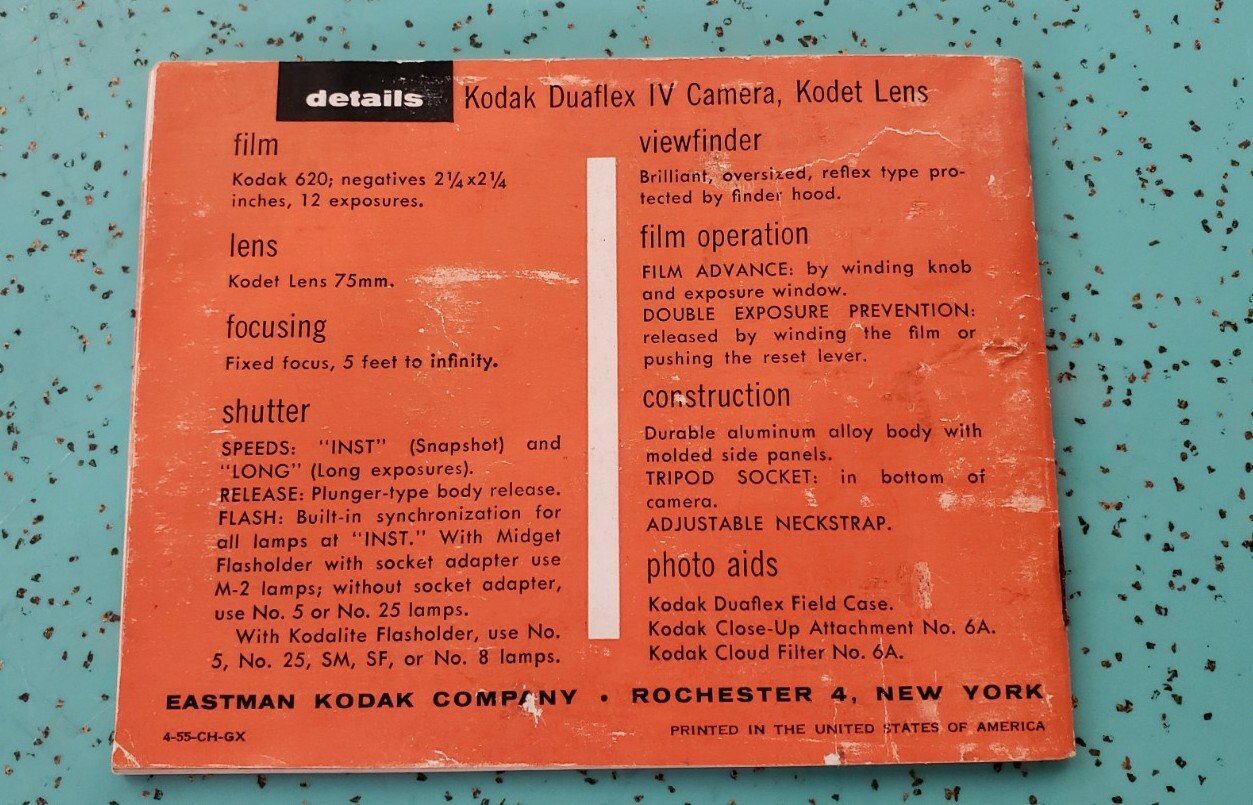 details Kodak Duaflex IV Camera, Kodet Lens
film
Kodak 620; negatives 2¼x2¼
inches, 12 exposures.
lens
Kodet Lens 75mm.
focusing
Fixed focus, 5 feet to infinity.
shutter
SPEEDS: "INST" (Snapshot) and
"LONG" (Long exposures).
RELEASE: Plunger-type body release.
FLASH: Built-in synchronization for
all lamps at "INST." With Midget
Flasholder with socket adapter use
M-2 lamps; without socket adapter,
use No. 5 or No. 25 lamps.
With Kodalite Flasholder, use No.
5, No. 25, SM, SF, or No. 8 lamps.
viewfinder
Brilliant, oversized, reflex type pro-
tected by finder hood.
film operation
FILM ADVANCE: by winding knob
and exposure window.
DOUBLE EXPOSURE PREVENTION:
released by winding the film or
pushing the reset lever.
construction
Durable aluminum alloy body with
molded side panels.
TRIPOD SOCKET: in bottom of
camera.
ADJUSTABLE NECKSTRAP.
photo aids
Kodak Duaflex Field Case.
Kodak Close-Up Attachment No. 6A.
Kodak Cloud Filter No. 6A.
EASTMAN KODAK COMPANY • ROCHESTER 4, NEW YORK
4-55-CH-GX PRINTED IN THE UNITED STATES OF AMERICA